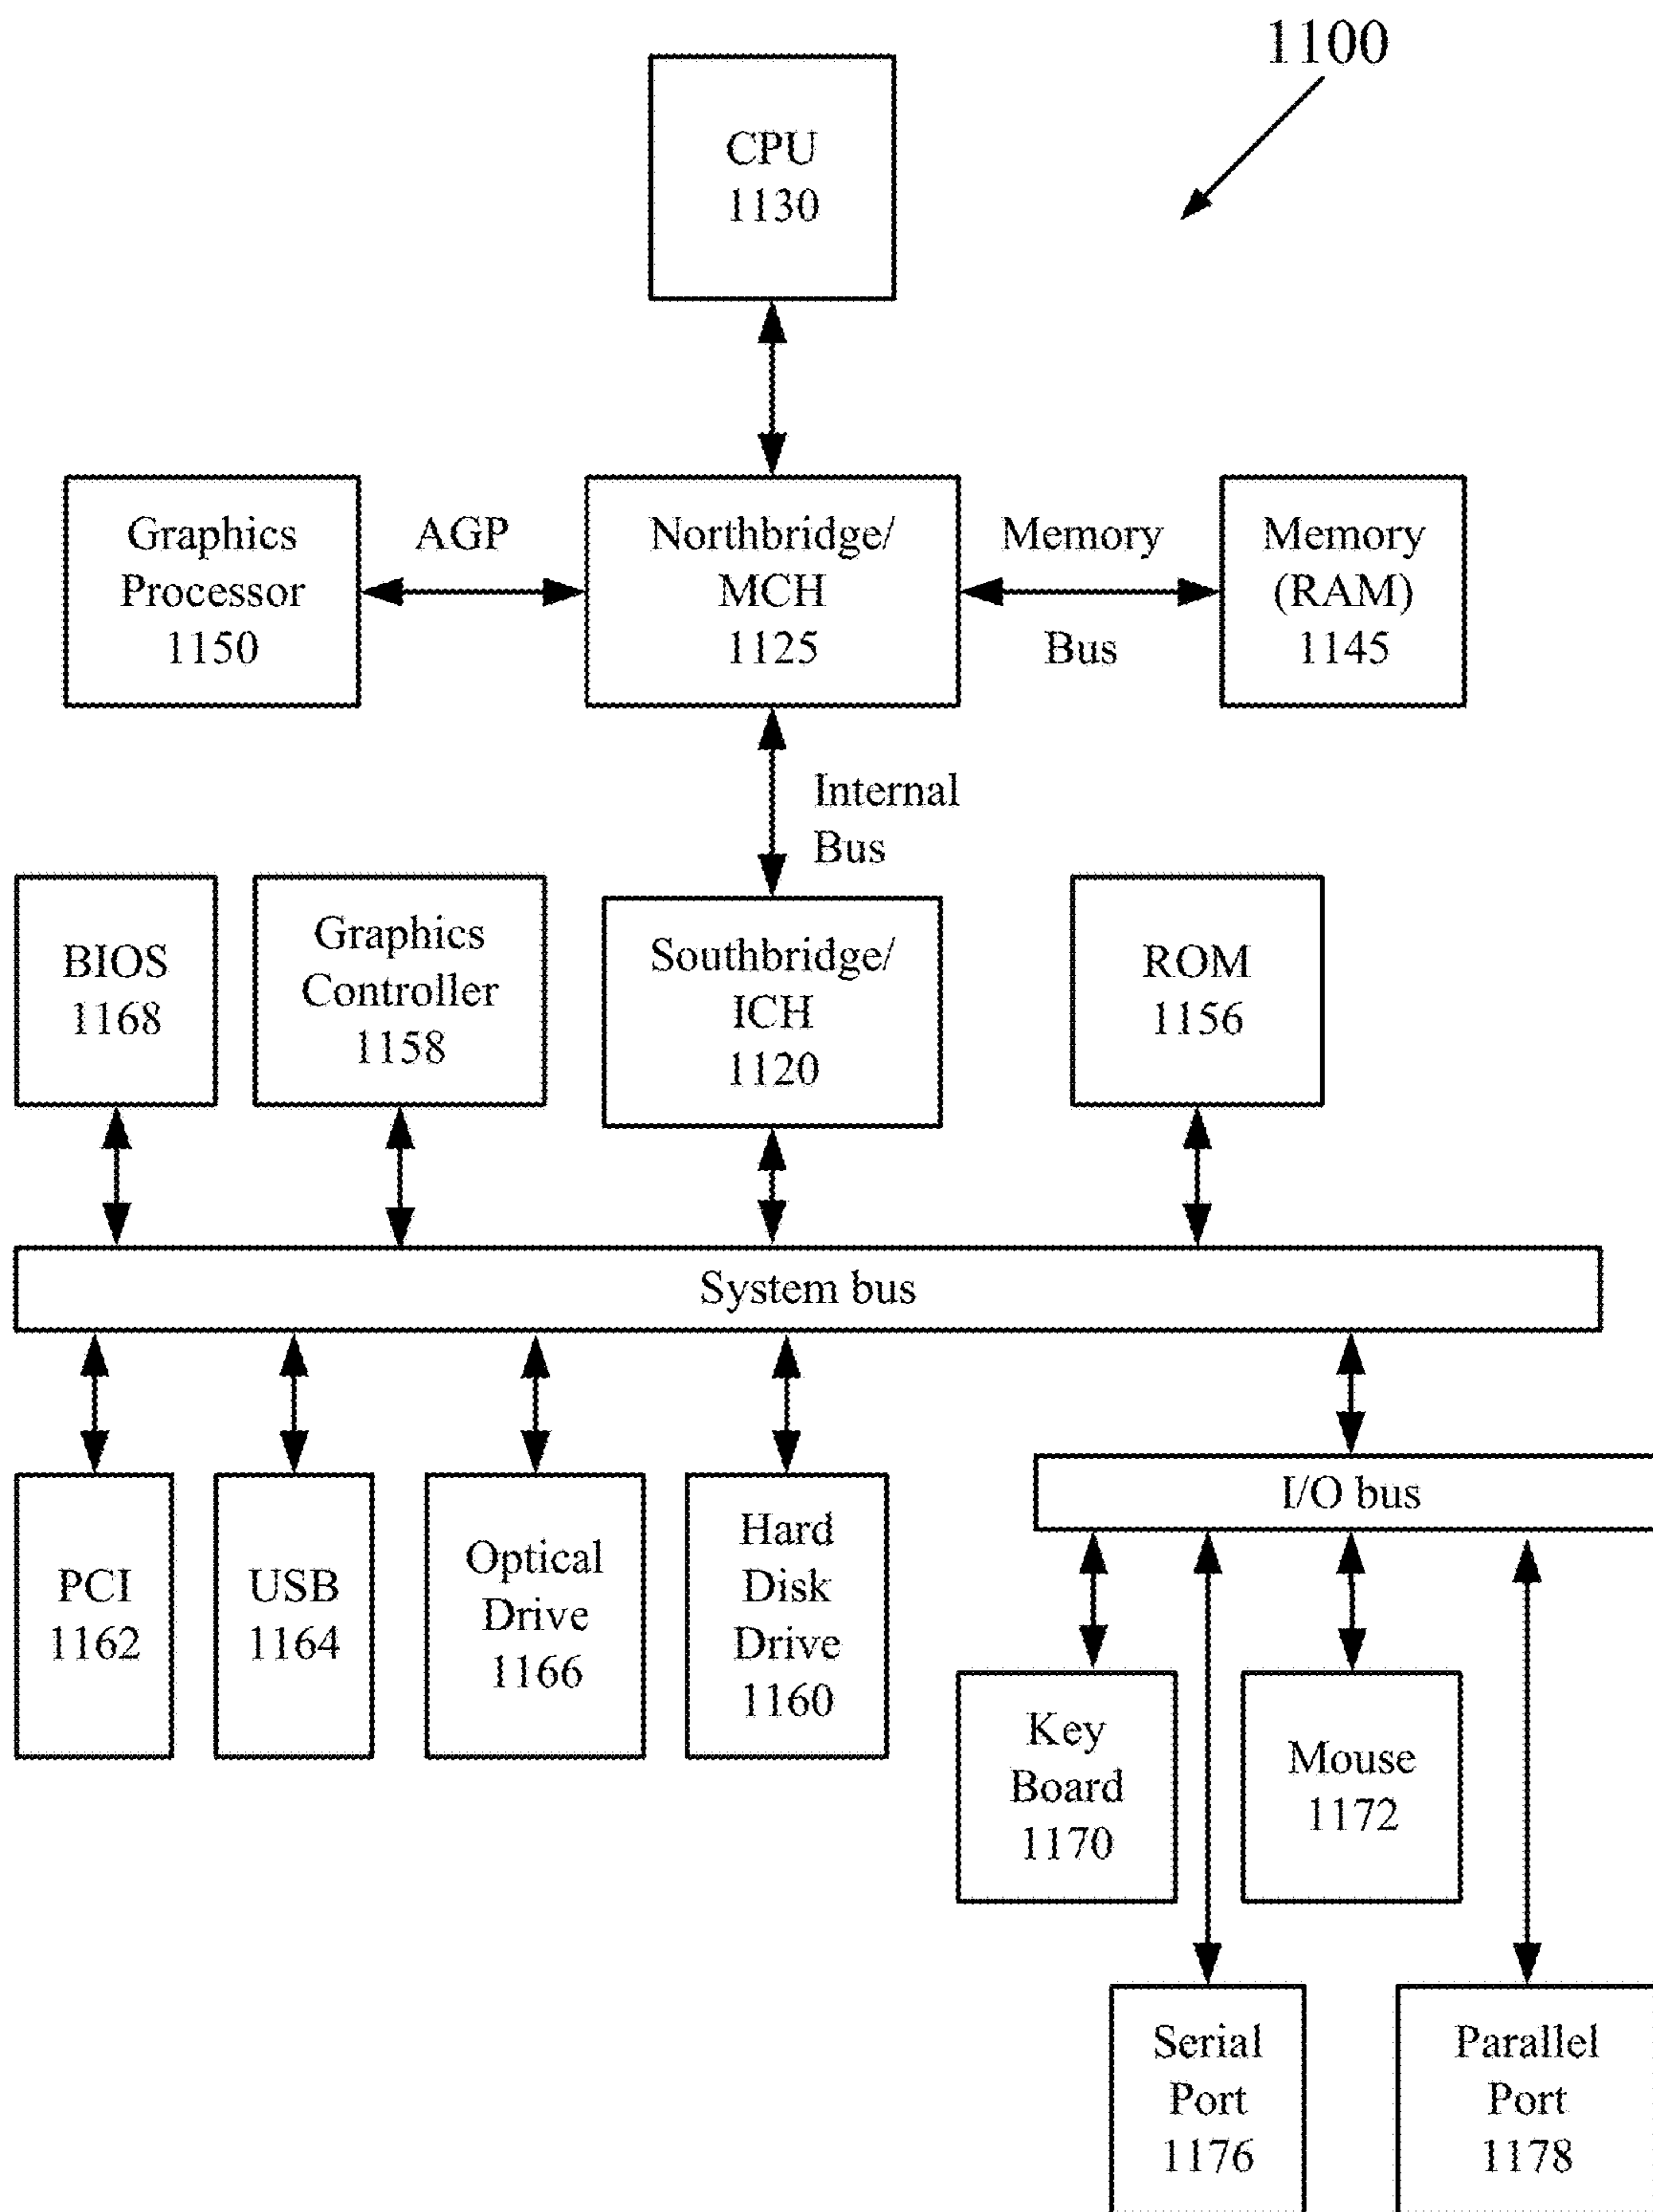 1100
CPU
1130
Graphics
Processor
1150
AGP
Northbridge/
MCH
1125
Memory
Bus
Memory
(RAM)
1145
Internal
Bus
BIOS
1168
Graphics
Controller
1158
Southbridge/
ICH
1120
ROM
1156
System bus
PCI
1162
USB
1164
Optical
Drive
1166
Hard
Disk
Drive
1160
I/O bus
Key
Board
1170
Mouse
1172
Serial
Port
1176
Parallel
Port
1178